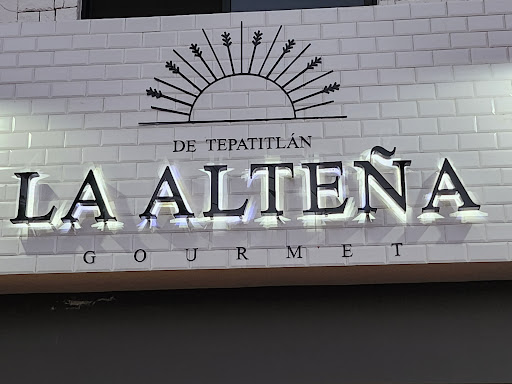 DE TEPATITLÁN
LA ALTEÑA
GOURMET